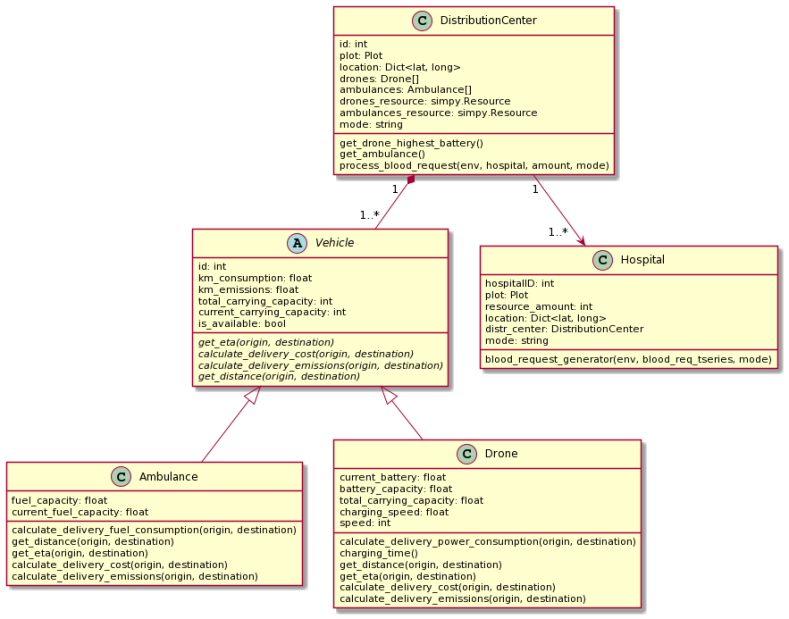 C DistributionCenter
id: int
plot: Plot
location: Dict<lat, long>
drones: Drone[]
ambulances: Ambulance[]
drones_resource: simpy.Resource
ambulances_resource: simpy.Resource
mode: string
get_drone_highest_battery()
get_ambulance()
process_blood_request(env, hospital, amount, mode)
1
1..*
1
1..*
A Vehicle
id: int
km_consumption: float
km_emissions: float
total_carrying_capacity: int
current_carrying_capacity: int
is_available: bool
get_eta(origin, destination)
calculate_delivery_cost(origin, destination)
calculate_delivery_emissions(origin, destination)
get_distance(origin, destination)
C Hospital
hospitalID: int
plot: Plot
resource_amount: int
location: Dict<lat, long>
distr_center: DistributionCenter
mode: string
blood_request_generator(env, blood_req_tseries, mode)
C Ambulance
fuel_capacity: float
current_fuel_capacity: float
calculate_delivery_fuel_consumption(origin, destination)
get_distance(origin, destination)
get_eta(origin, destination)
calculate_delivery_cost(origin, destination)
calculate_delivery_emissions(origin, destination)
C Drone
current_battery: float
battery_capacity: float
total_carrying_capacity: float
charging_speed: float
speed: int
calculate_delivery_power_consumption(origin, destination)
charging_time()
get_distance(origin, destination)
get_eta(origin, destination)
calculate_delivery_cost(origin, destination)
calculate_delivery_emissions(origin, destination)